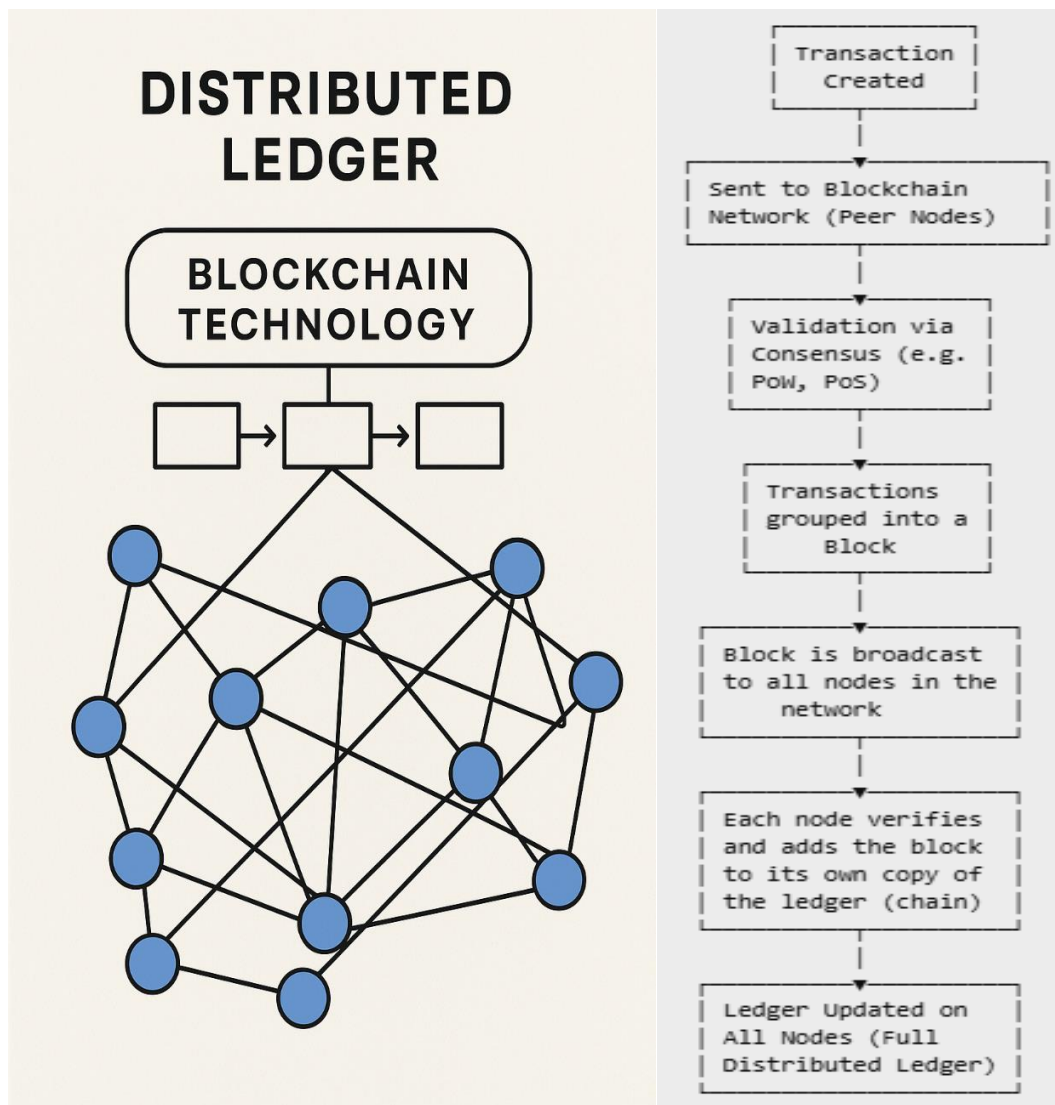 DISTRIBUTED
LEDGER
BLOCKCHAIN
TECHNOLOGY
Transaction
Created
Sent to Blockchain
Network (Peer Nodes)
Validation via
Consensus (e.g.
PoW, PoS)
Transactions
grouped into a
Block
Block is broadcast
to all nodes in the
network
Each node verifies
and adds the block
to its own copy of
the ledger (chain)
Ledger Updated on
All Nodes (Full
Distributed Ledger)